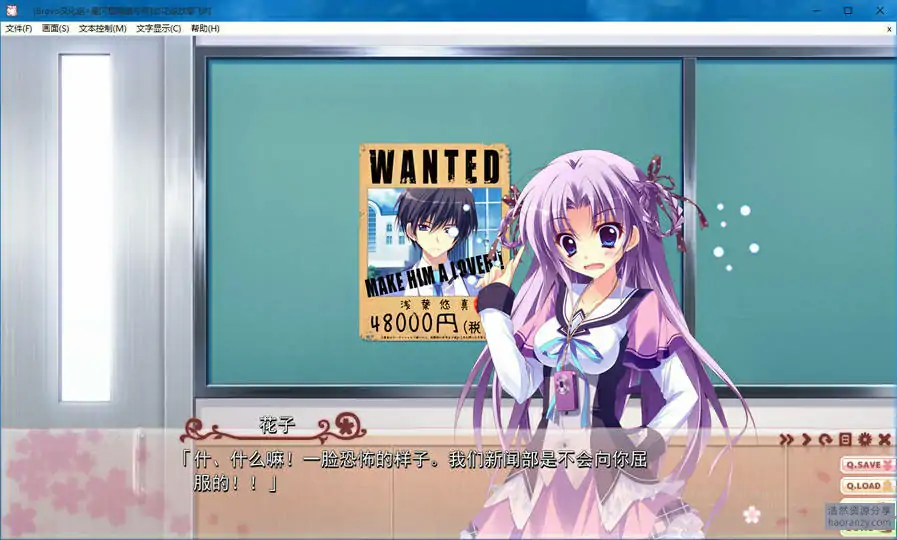 文件(F) 画面(S) 文本控制(M) 文字显示(C) 帮助(H) x
WANTED
MAKE HIM A LOVER!
浅葉悠真
48000円(税
花子
「什、什么嘛！一脸恐怖的样子。我们新闻部是不会向你屈
服的！！」
Q.SAVE
Q.LOAD
浩然资源分享
haoranzy.com